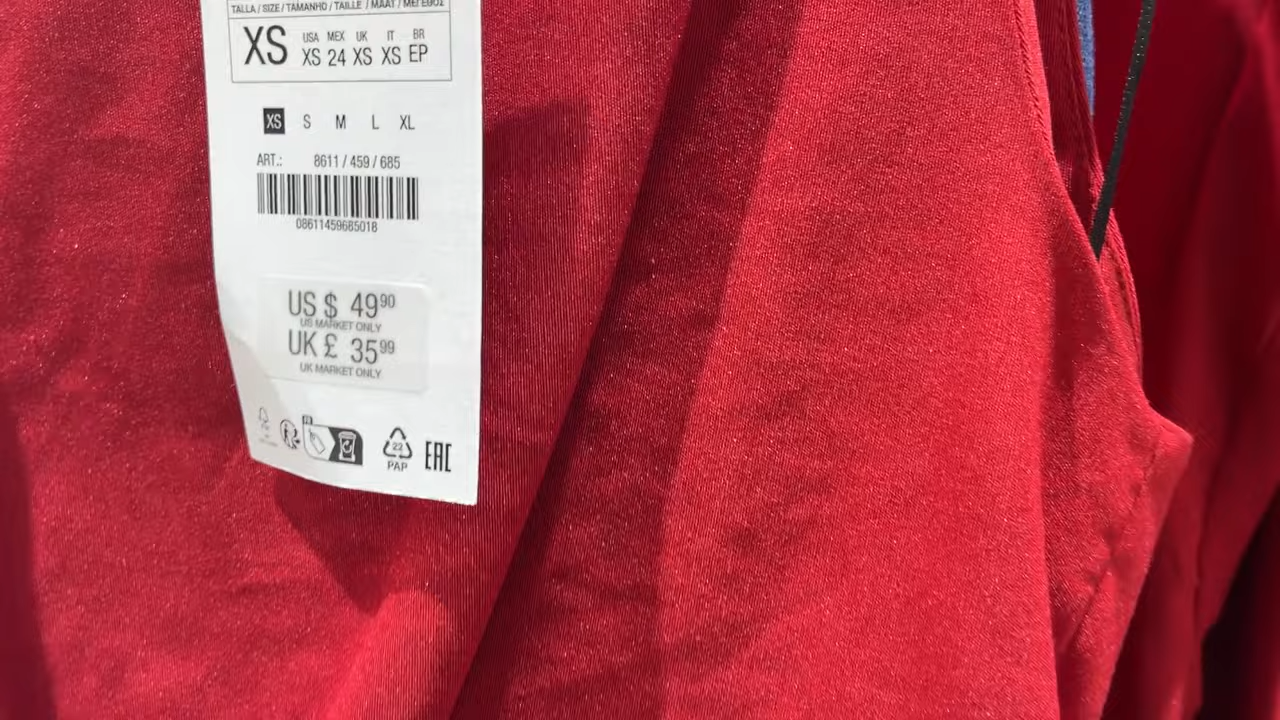 TALLA / SIZE / TAMANHO / TAILLE / MAAT / ΜΕΓΕΘΟΣ
XS
USA MEX UK IT BR
XS 24 XS XS EP
XS S M L XL
ART.: 8611 / 459 / 685
08611459685018
US $ 49⁹⁰
US MARKET ONLY
UK £ 35⁹⁹
UK MARKET ONLY
22
PAP
EAC